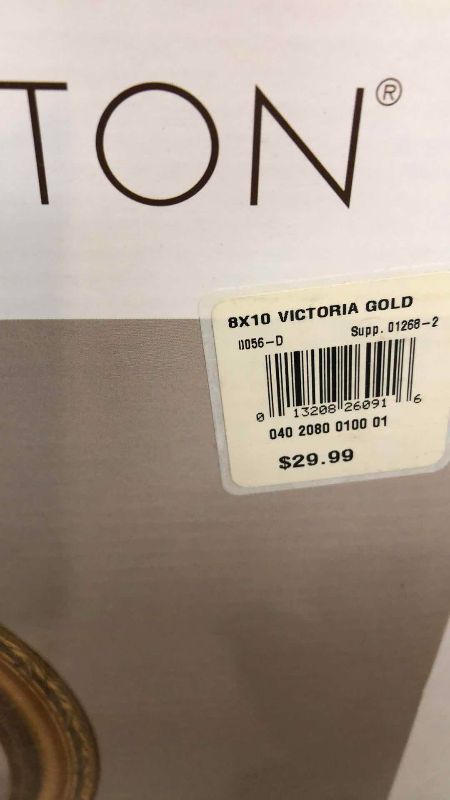 TON®
8X10 VICTORIA GOLD
0056-D Supp. 01268-2
0 13208 26091 6
040 2080 0100 01
$29.99